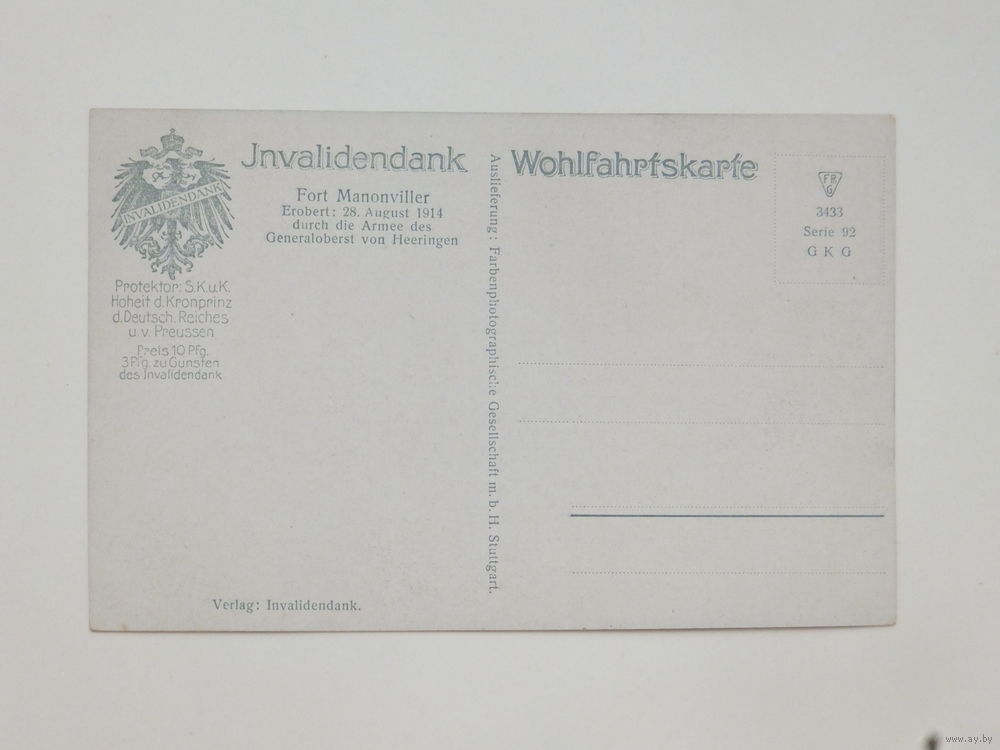 INVALIDENDANK
Jnvalidendank
Fort Manonviller
Erobert: 28. August 1914
durch die Armee des
Generaloberst von Heeringen
Protektor: S.K.u.K.
Hoheit d. Kronprinz
d. Deutsch. Reiches
u. v. Preussen
Preis 10 Pfg.
3 Pfg. zu Gunsten
des Jnvalidendank
Verlag: Invalidendank.
Auslieferung: Farbenphotographische Gesellschaft m. b. H. Stuttgart.
Wohlfahrtskarte
FR
G
3433
Serie 92
G K G
www.ay.by